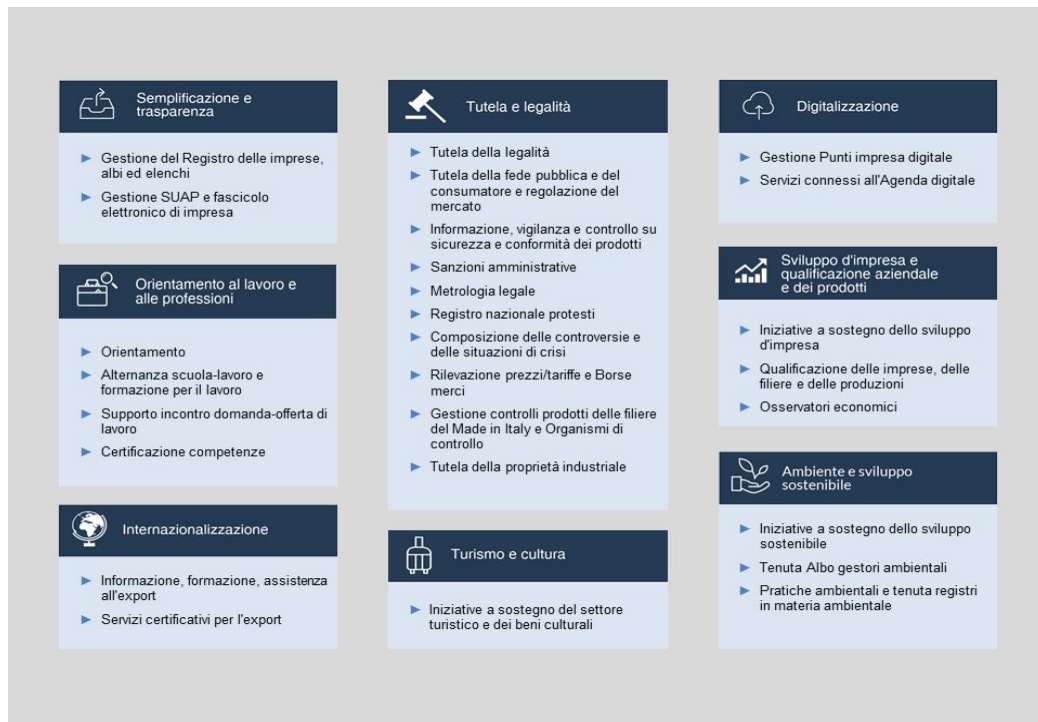 Semplificazione e
trasparenza
Gestione del Registro delle imprese,
albi ed elenchi
Gestione SUAP e fascicolo
elettronico di impresa
Orientamento al lavoro e
alle professioni
Orientamento
Alternanza scuola-lavoro e
formazione per il lavoro
Supporto incontro domanda-offerta di
lavoro
Certificazione competenze
Internazionalizzazione
Informazione, formazione, assistenza
all'export
Servizi certificativi per l'export
Tutela e legalità
Tutela della legalità
Tutela della fede pubblica e del
consumatore e regolazione del
mercato
Informazione, vigilanza e controllo su
sicurezza e conformità dei prodotti
Sanzioni amministrative
Metrologia legale
Registro nazionale protesti
Composizione delle controversie e
delle situazioni di crisi
Rilevazione prezzi/tariffe e Borse
merci
Gestione controlli prodotti delle filiere
del Made in Italy e Organismi di
controllo
Tutela della proprietà industriale
Turismo e cultura
Iniziative a sostegno del settore
turistico e dei beni culturali
Digitalizzazione
Gestione Punti impresa digitale
Servizi connessi all'Agenda digitale
Sviluppo d'impresa e
qualificazione aziendale
e dei prodotti
Iniziative a sostegno dello sviluppo
d'impresa
Qualificazione delle imprese, delle
filiere e delle produzioni
Osservatori economici
Ambiente e sviluppo
sostenibile
Iniziative a sostegno dello sviluppo
sostenibile
Tenuta Albo gestori ambientali
Pratiche ambientali e tenuta registri
in materia ambientale